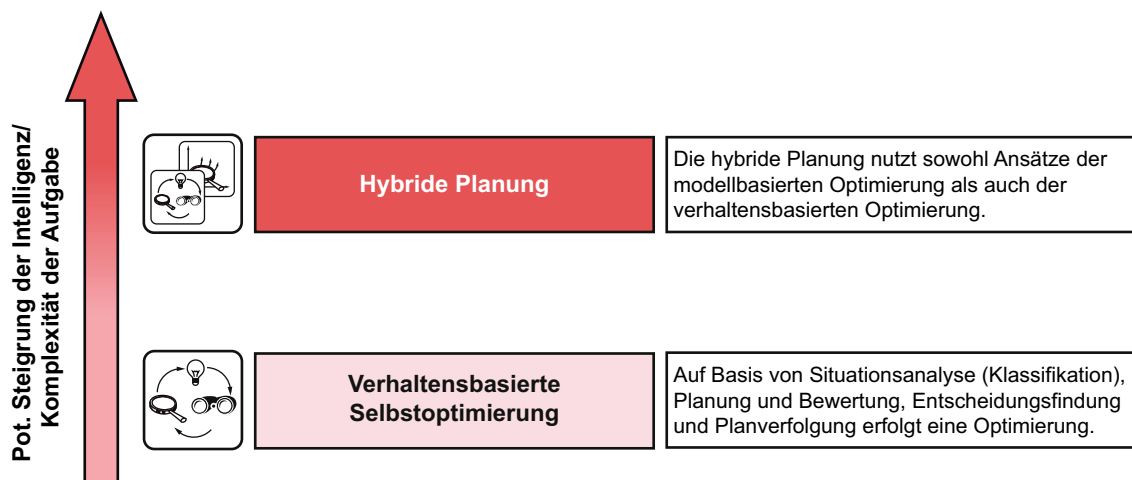 Pot. Steigrung der Intelligenz/
Komplexität der Aufgabe
Hybride Planung
Die hybride Planung nutzt sowohl Ansätze der
modellbasierten Optimierung als auch der
verhaltensbasierten Optimierung.
Verhaltensbasierte
Selbstoptimierung
Auf Basis von Situationsanalyse (Klassifikation),
Planung und Bewertung, Entscheidungsfindung
und Planverfolgung erfolgt eine Optimierung.